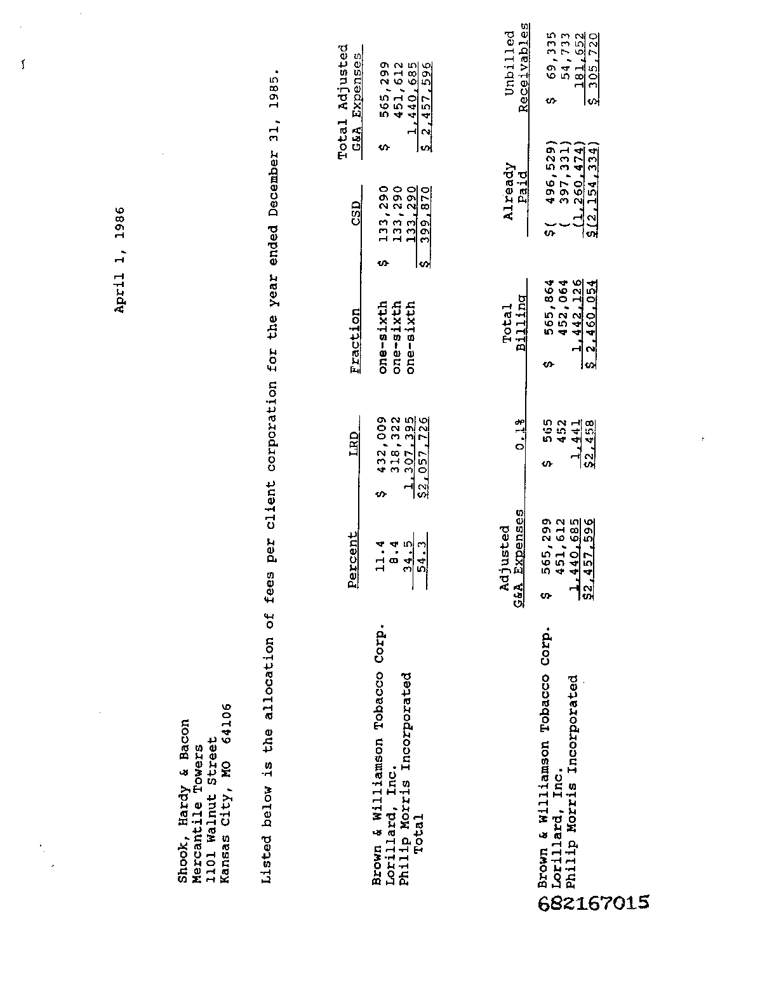 April 1, 1986
Shook, Hardy & Bacon
Mercantile Towers
1101 Walnut Street
Kansas City, MO 64106
Listed below is the allocation of fees per client corporation for the year ended December 31, 1985.
Total Adjusted
Percent LRD Fraction CSD G&A Expenses
Brown & Williamson Tobacco Corp. 11.4 $ 432,009 one-sixth $ 133,290 $ 565,299
Lorillard, Inc. 8.4 318,322 one-sixth 133,290 451,612
Philip Morris Incorporated 34.5 1,307,395 one-sixth 133,290 1,440,685
Total 54.3 $2,057,726 $ 399,870 $ 2,457,596
Adjusted Total Already Unbilled
G&A Expenses 0.1% Billing Paid Receivables
Brown & Williamson Tobacco Corp. $ 565,299 $ 565 $ 565,864 $( 496,529) $ 69,335
Lorillard, Inc. 451,612 452 452,064 ( 397,331) 54,733
Philip Morris Incorporated 1,440,685 1,441 1,442,126 (1,260,474) 181,652
$2,457,596 $2,458 $ 2,460,054 $(2,154,334) $ 305,720
682167015